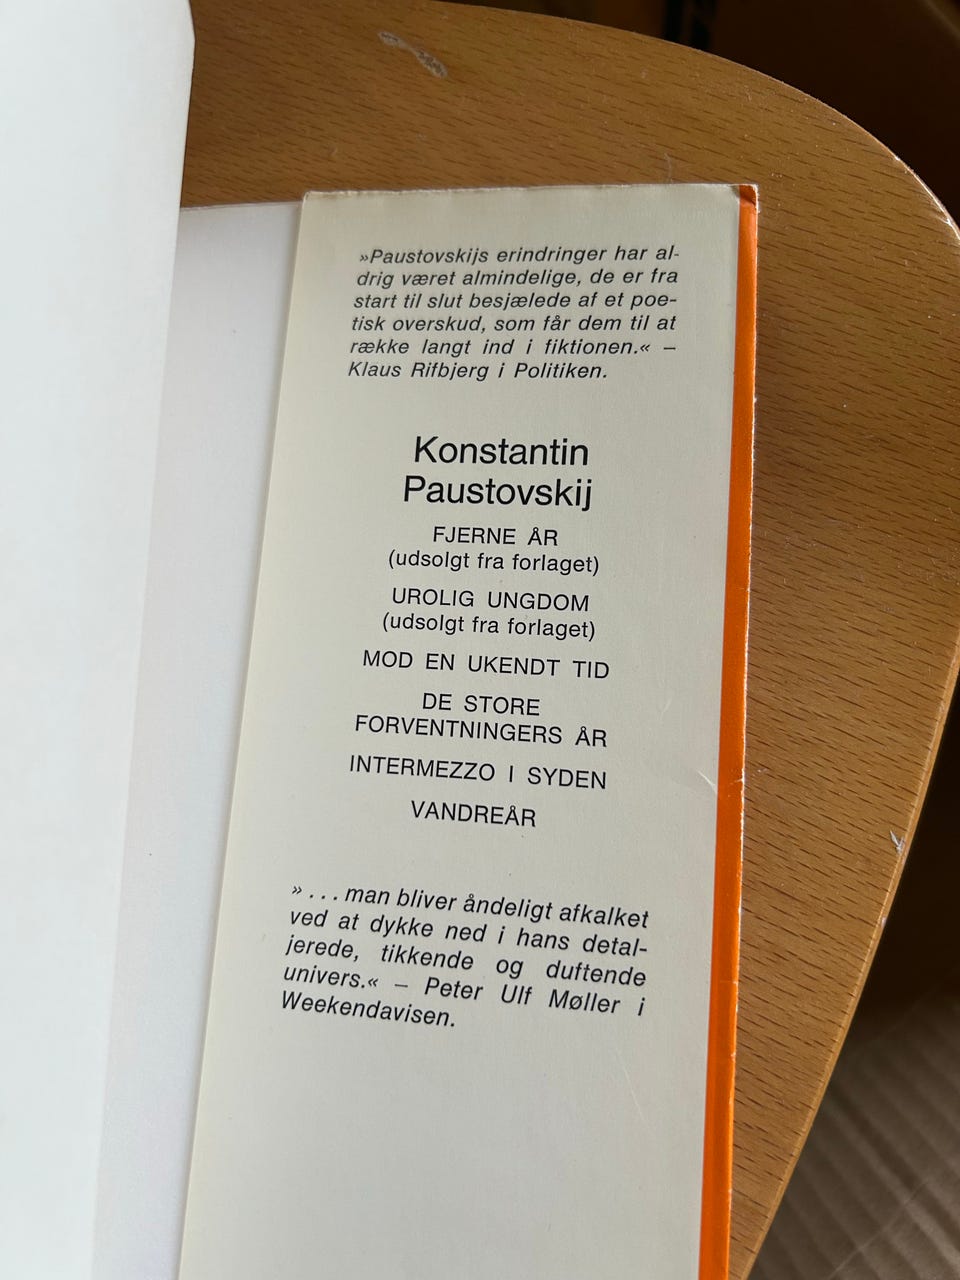 »Paustovskijs erindringer har al-
drig været almindelige, de er fra
start til slut besjælede af et poe-
tisk overskud, som får dem til at
række langt ind i fiktionen.« –
Klaus Rifbjerg i Politiken.
Konstantin
Paustovskij
FJERNE ÅR
(udsolgt fra forlaget)
UROLIG UNGDOM
(udsolgt fra forlaget)
MOD EN UKENDT TID
DE STORE
FORVENTNINGERS ÅR
INTERMEZZO I SYDEN
VANDREÅR
» . . . man bliver åndeligt afkalket
ved at dykke ned i hans detal-
jerede, tikkende og duftende
univers.« – Peter Ulf Møller i
Weekendavisen.